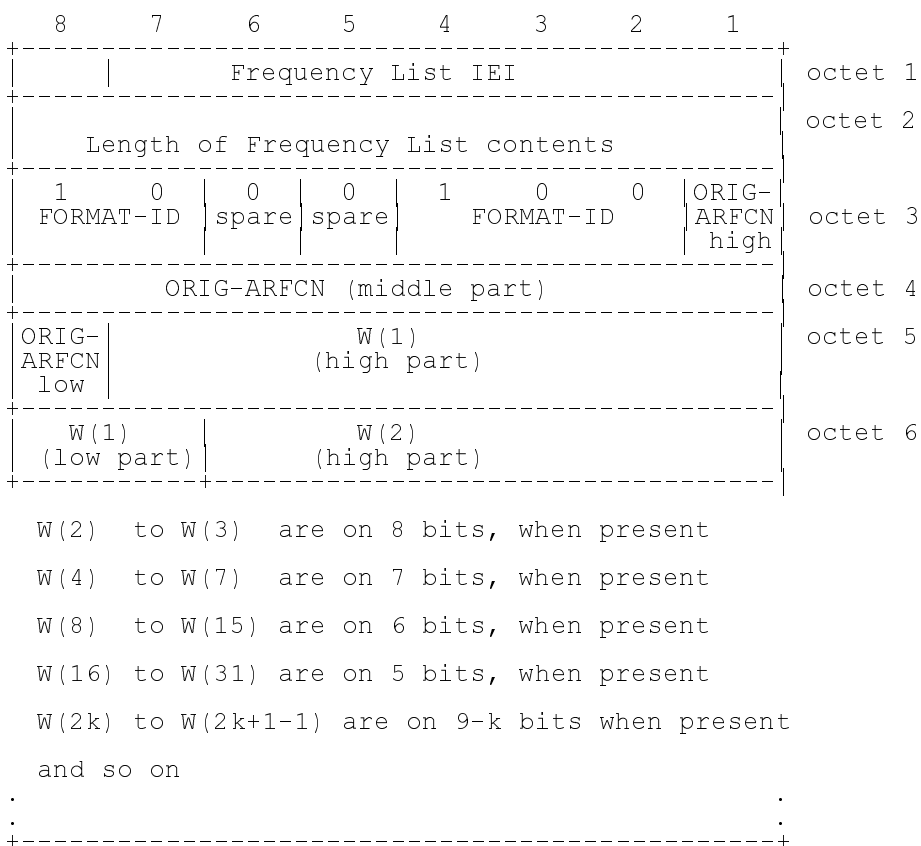 8 7 6 5 4 3 2 1
Frequency List IEI octet 1
octet 2
Length of Frequency List contents
1 0 0 0 1 0 0 ORIG-
FORMAT-ID spare spare FORMAT-ID ARFCN octet 3
high
ORIG-ARFCN (middle part) octet 4
ORIG- W(1) octet 5
ARFCN (high part)
low
W(1) W(2) octet 6
(low part) (high part)
W(2) to W(3) are on 8 bits, when present
W(4) to W(7) are on 7 bits, when present
W(8) to W(15) are on 6 bits, when present
W(16) to W(31) are on 5 bits, when present
W(2k) to W(2k+1-1) are on 9-k bits when present
and so on